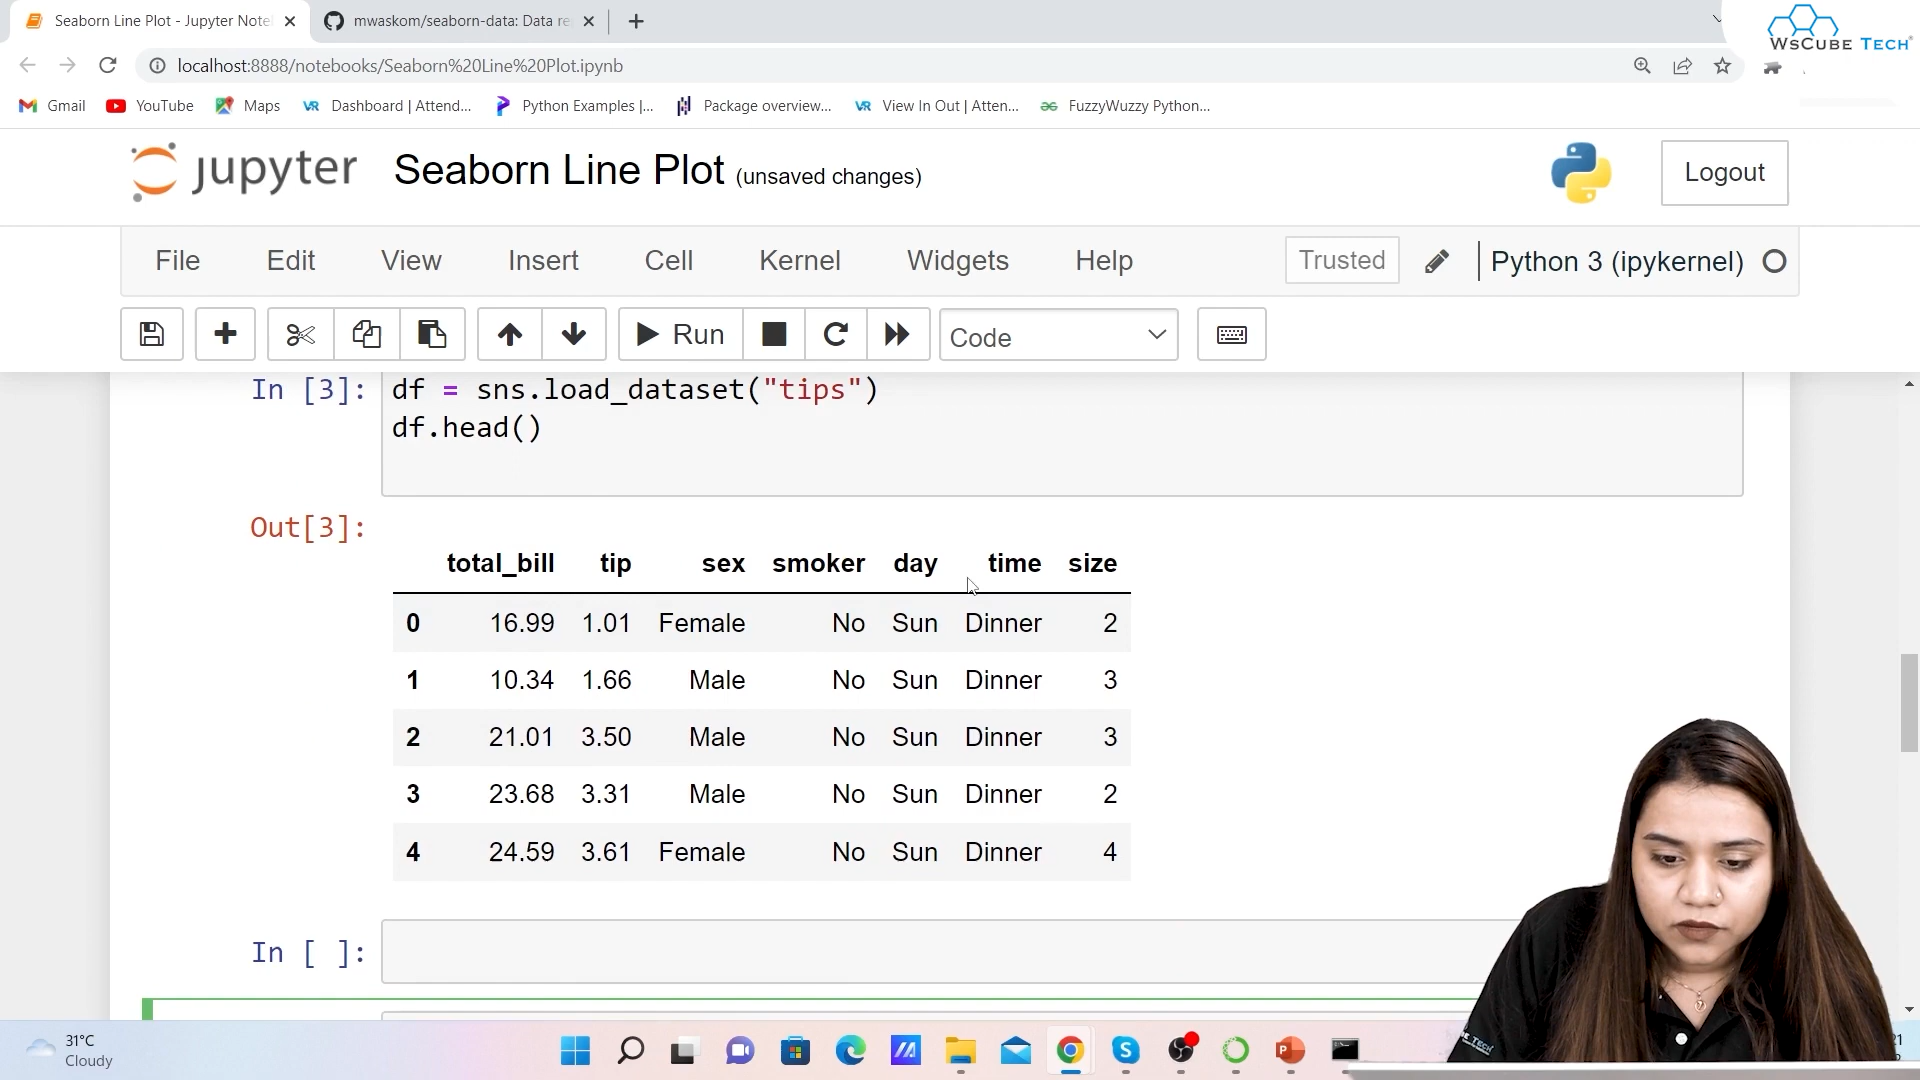 Seaborn Line Plot - Jupyter Note
mwaskom/seaborn-data: Data re
WsCube Tech
localhost:8888/notebooks/Seaborn%20Line%20Plot.ipynb
Gmail YouTube Maps Dashboard | Attend... Python Examples |... Package overview... View In Out | Atten... FuzzyWuzzy Python...
jupyter Seaborn Line Plot (unsaved changes) Logout
File Edit View Insert Cell Kernel Widgets Help Trusted Python 3 (ipykernel)
Run Code
In [3]: df = sns.load_dataset("tips")
df.head()
Out[3]:
total_bill tip sex smoker day time size
0 16.99 1.01 Female No Sun Dinner 2
1 10.34 1.66 Male No Sun Dinner 3
2 21.01 3.50 Male No Sun Dinner 3
3 23.68 3.31 Male No Sun Dinner 2
4 24.59 3.61 Female No Sun Dinner 4
In [ ]:
31°C
Cloudy